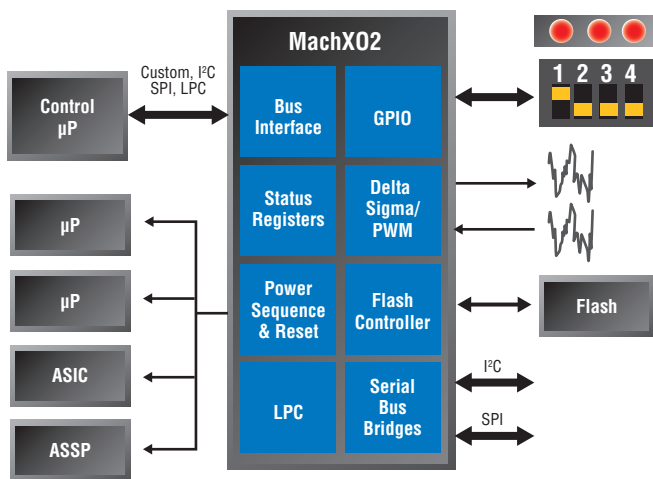 MachXO2
Custom, I²C
SPI, LPC
Control
µP
Bus
Interface
GPIO
1 2 3 4
Status
Registers
Delta
Sigma/
PWM
µP
µP
ASIC
ASSP
Power
Sequence
& Reset
Flash
Controller
Flash
LPC
Serial
Bus
Bridges
I²C
SPI